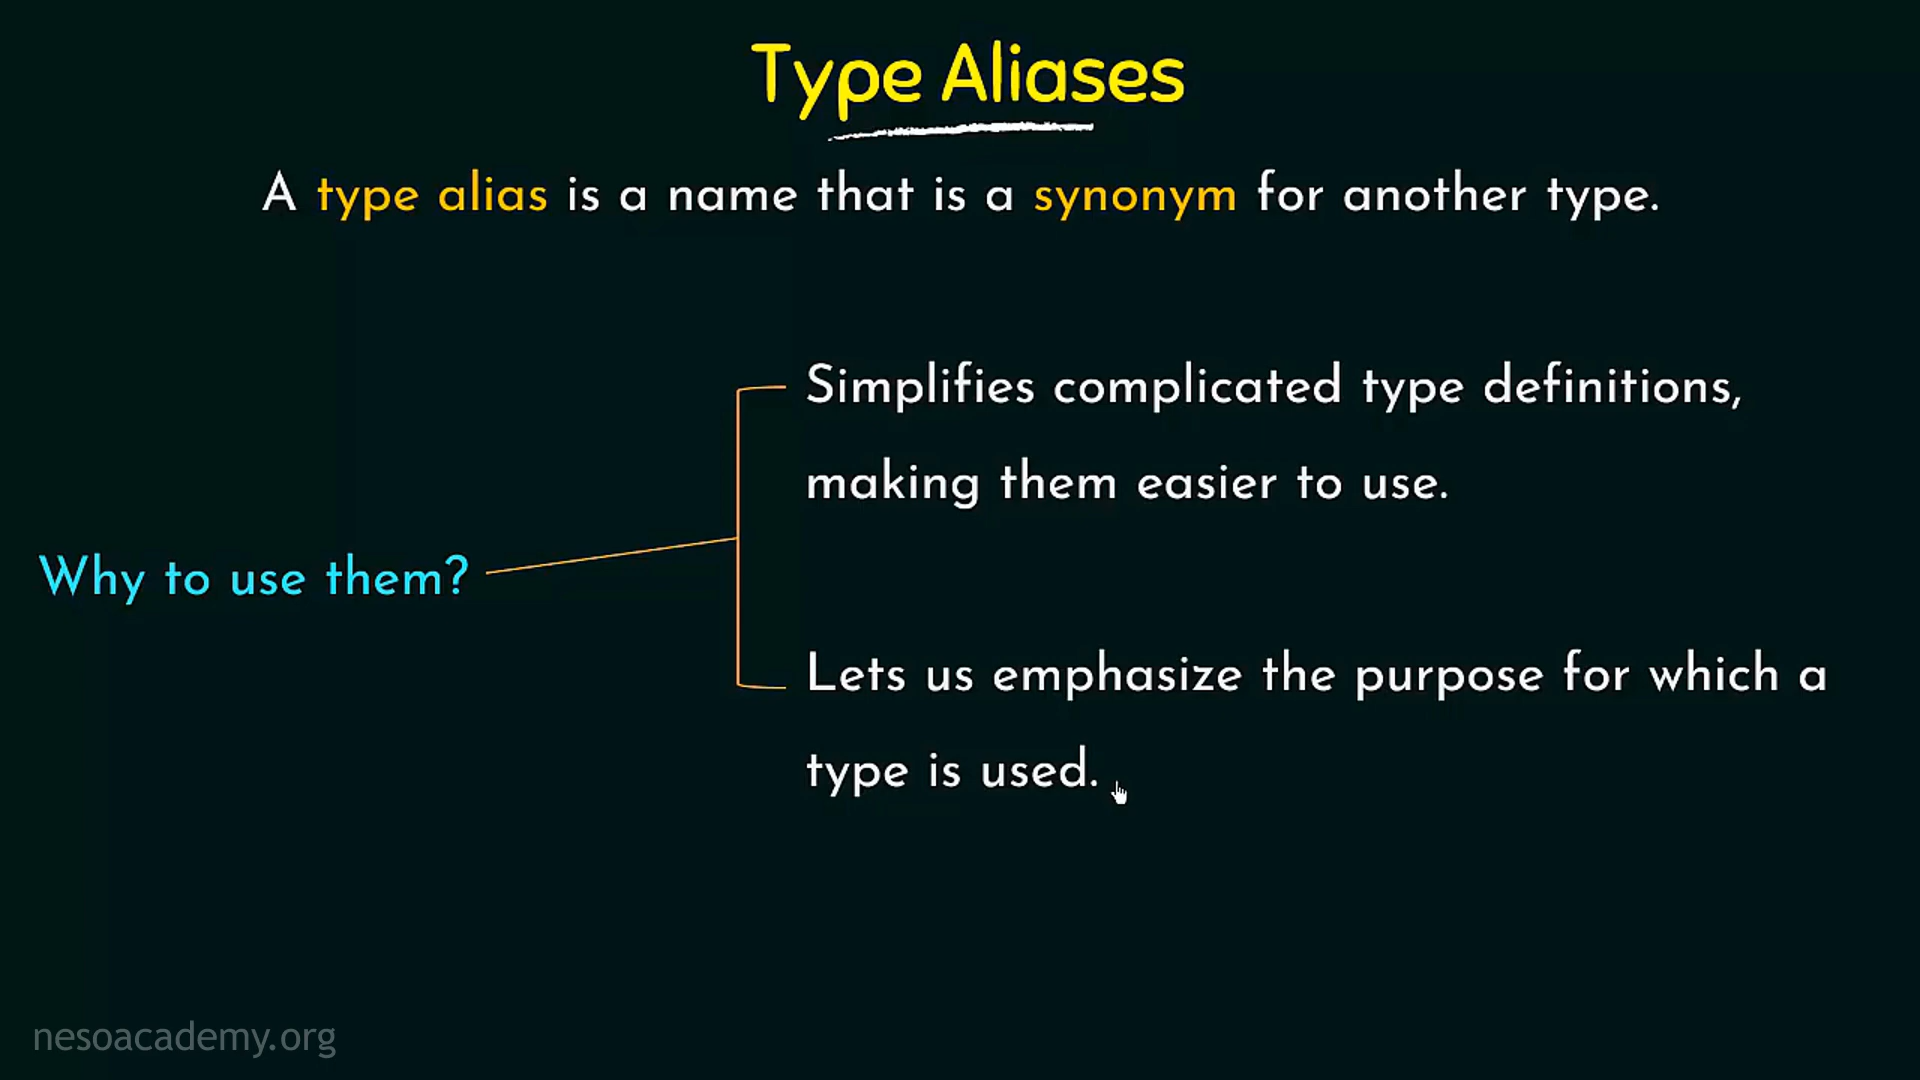 Type Aliases
A type alias is a name that is a synonym for another type.
Simplifies complicated type definitions,
making them easier to use.
Why to use them?
Lets us emphasize the purpose for which a
type is used.
nesoacademy.org